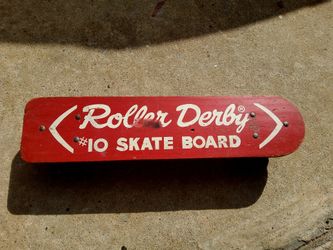 Roller Derby®
#10 SKATE BOARD